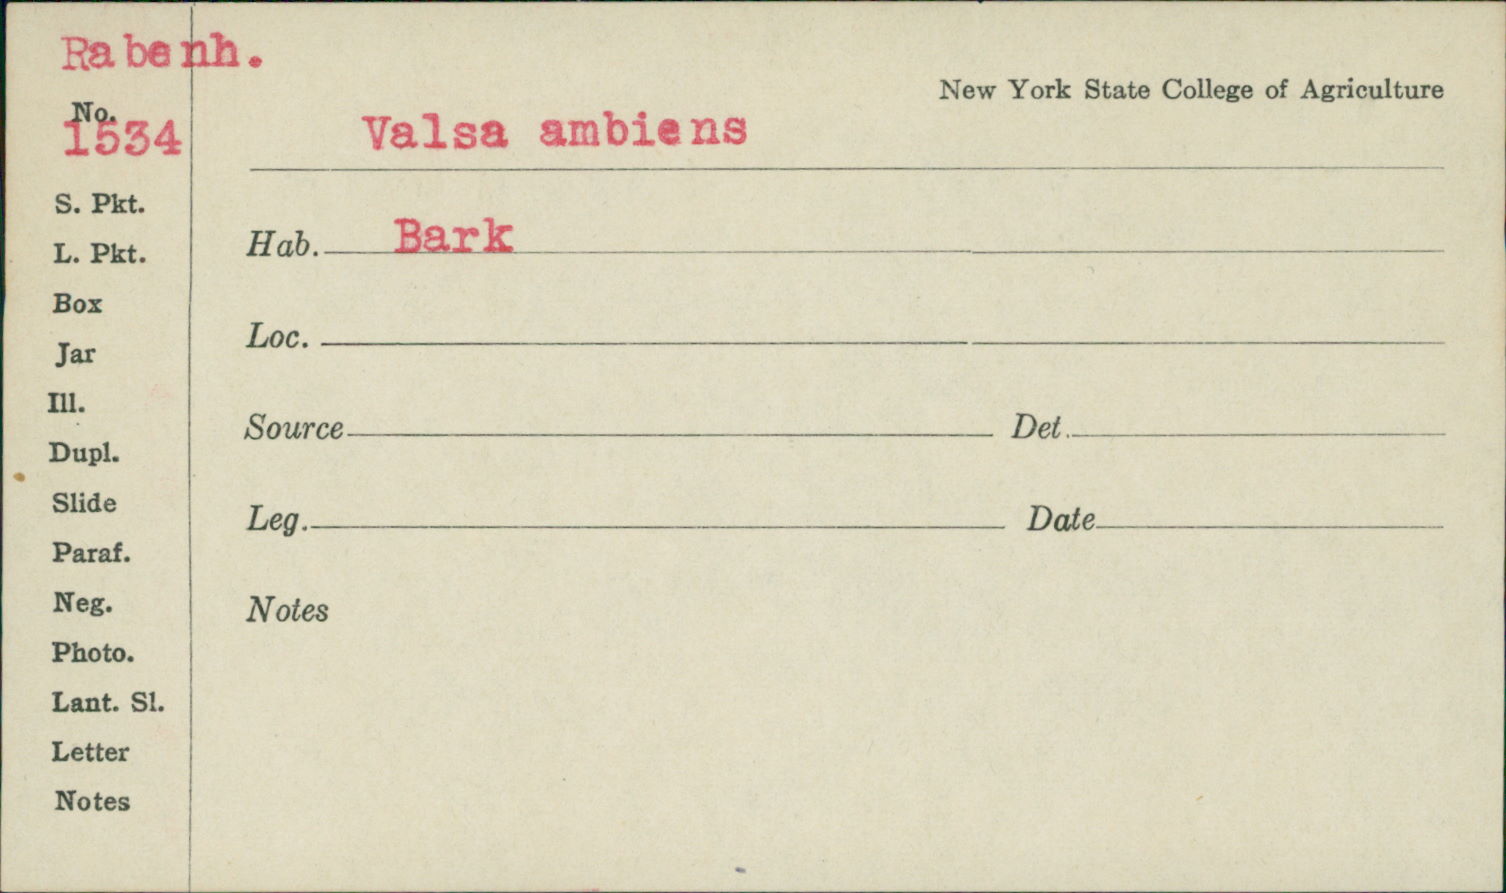 Rabenh.
New York State College of Agriculture
No.
1534
Valsa ambiens
S. Pkt.
Hab. Bark
L. Pkt.
Box
Loc.
Jar
Ill.
Source Det.
Dupl.
Slide
Leg. Date
Paraf.
Neg.
Notes
Photo.
Lant. Sl.
Letter
Notes